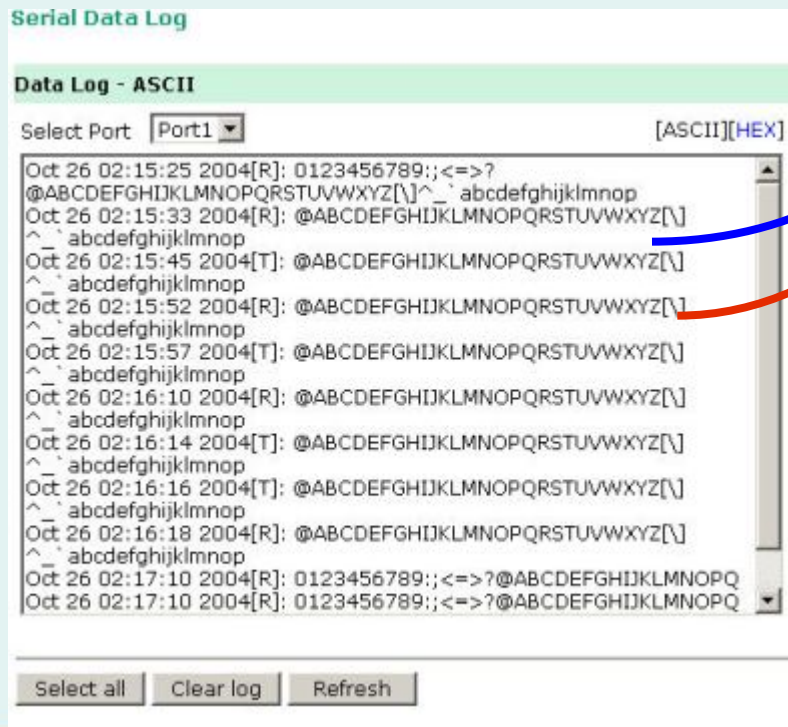 Serial Data Log
Data Log - ASCII
Select Port Port1 [ASCII][HEX]
Oct 26 02:15:25 2004[R]: 0123456789:;<=>?
@ABCDEFGHIJKLMNOPQRSTUVWXYZ[\]^_`abcdefghijklmnop
Oct 26 02:15:33 2004[R]: @ABCDEFGHIJKLMNOPQRSTUVWXYZ[\]
^_`abcdefghijklmnop
Oct 26 02:15:45 2004[T]: @ABCDEFGHIJKLMNOPQRSTUVWXYZ[\]
^_`abcdefghijklmnop
Oct 26 02:15:52 2004[R]: @ABCDEFGHIJKLMNOPQRSTUVWXYZ[\]
^_`abcdefghijklmnop
Oct 26 02:15:57 2004[T]: @ABCDEFGHIJKLMNOPQRSTUVWXYZ[\]
^_`abcdefghijklmnop
Oct 26 02:16:10 2004[R]: @ABCDEFGHIJKLMNOPQRSTUVWXYZ[\]
^_`abcdefghijklmnop
Oct 26 02:16:14 2004[T]: @ABCDEFGHIJKLMNOPQRSTUVWXYZ[\]
^_`abcdefghijklmnop
Oct 26 02:16:16 2004[T]: @ABCDEFGHIJKLMNOPQRSTUVWXYZ[\]
^_`abcdefghijklmnop
Oct 26 02:16:18 2004[R]: @ABCDEFGHIJKLMNOPQRSTUVWXYZ[\]
^_`abcdefghijklmnop
Oct 26 02:17:10 2004[R]: 0123456789:;<=>?@ABCDEFGHIJKLMNOPQ
Oct 26 02:17:10 2004[R]: 0123456789:;<=>?@ABCDEFGHIJKLMNOPQ
Select all Clear log Refresh